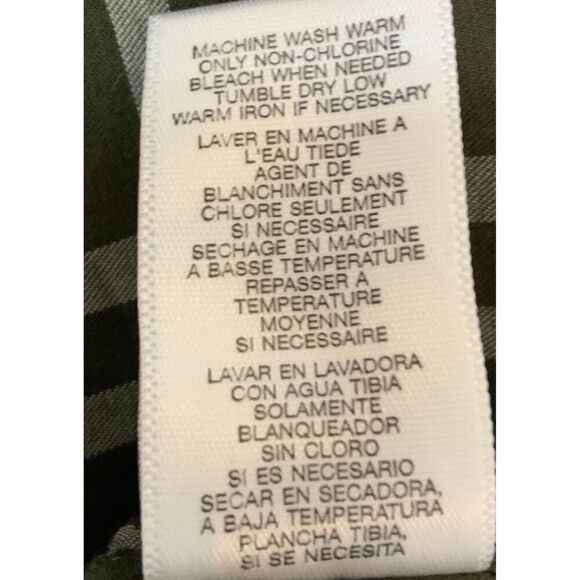 MACHINE WASH WARM
ONLY NON-CHLORINE
BLEACH WHEN NEEDED
TUMBLE DRY LOW
WARM IRON IF NECESSARY
LAVER EN MACHINE A
L'EAU TIEDE
AGENT DE
BLANCHIMENT SANS
CHLORE SEULEMENT
SI NECESSAIRE
SECHAGE EN MACHINE
A BASSE TEMPERATURE
REPASSER A
TEMPERATURE
MOYENNE
SI NECESSAIRE
LAVAR EN LAVADORA
CON AGUA TIBIA
SOLAMENTE
BLANQUEADOR
SIN CLORO
SI ES NECESARIO
SECAR EN SECADORA,
A BAJA TEMPERATURA
PLANCHA TIBIA,
SI SE NECESITA